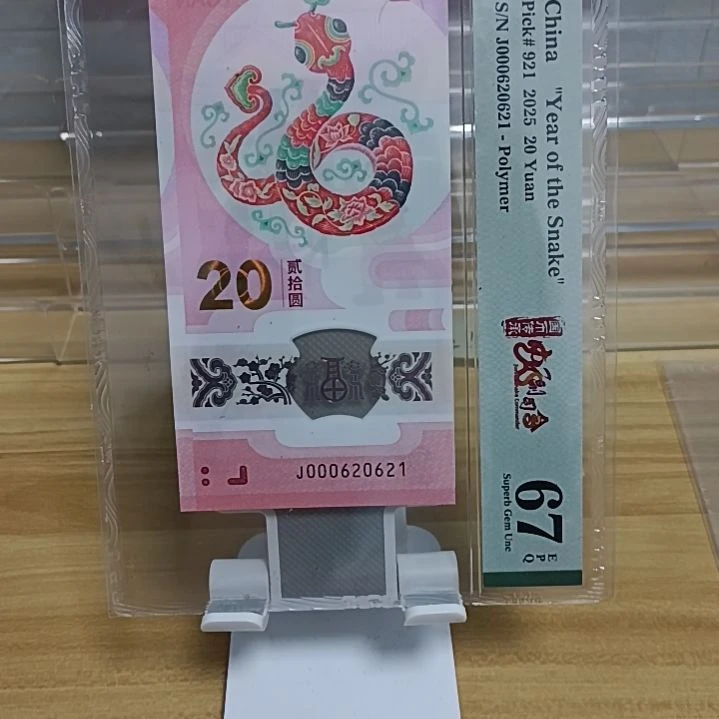 20
贰拾圆
J000620621
China "Year of the Snake"
Pick# 921 2025 20 Yuan
S/N J000620621 - Polymer
67
EPQ
Superb Gem Unc